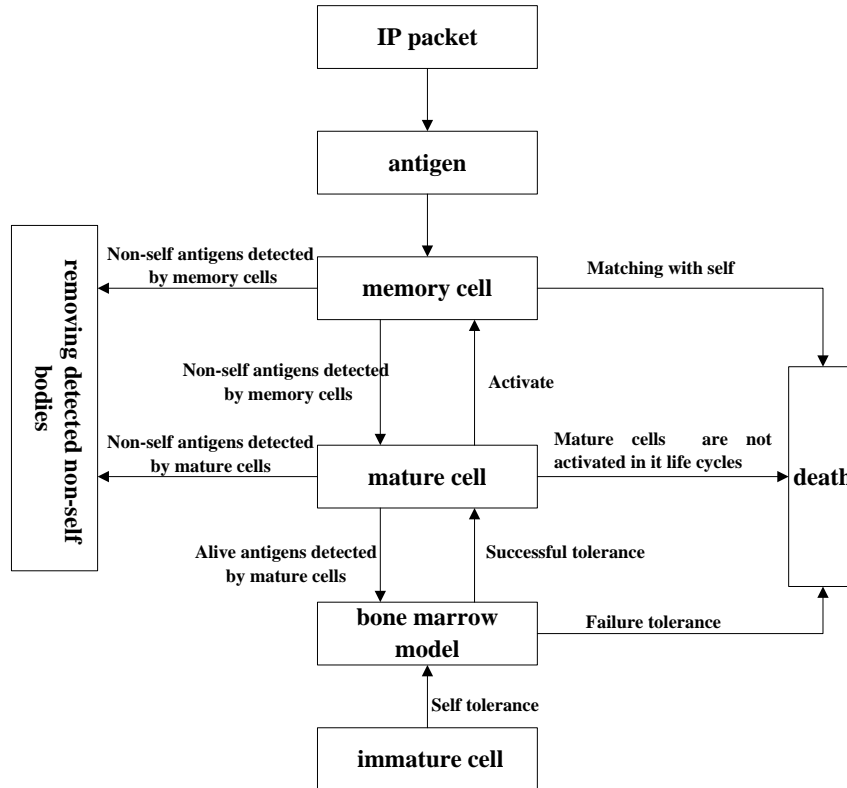 IP packet
antigen
Non-self antigens detected
by memory cells
Matching with self
memory cell
removing detected non-self
bodies
Non-self antigens detected
by memory cells
Activate
Non-self antigens detected
by mature cells
mature cell
Mature cells are not
activated in it life cycles
death
Alive antigens detected
by mature cells
Successful tolerance
bone marrow
model
Failure tolerance
Self tolerance
immature cell